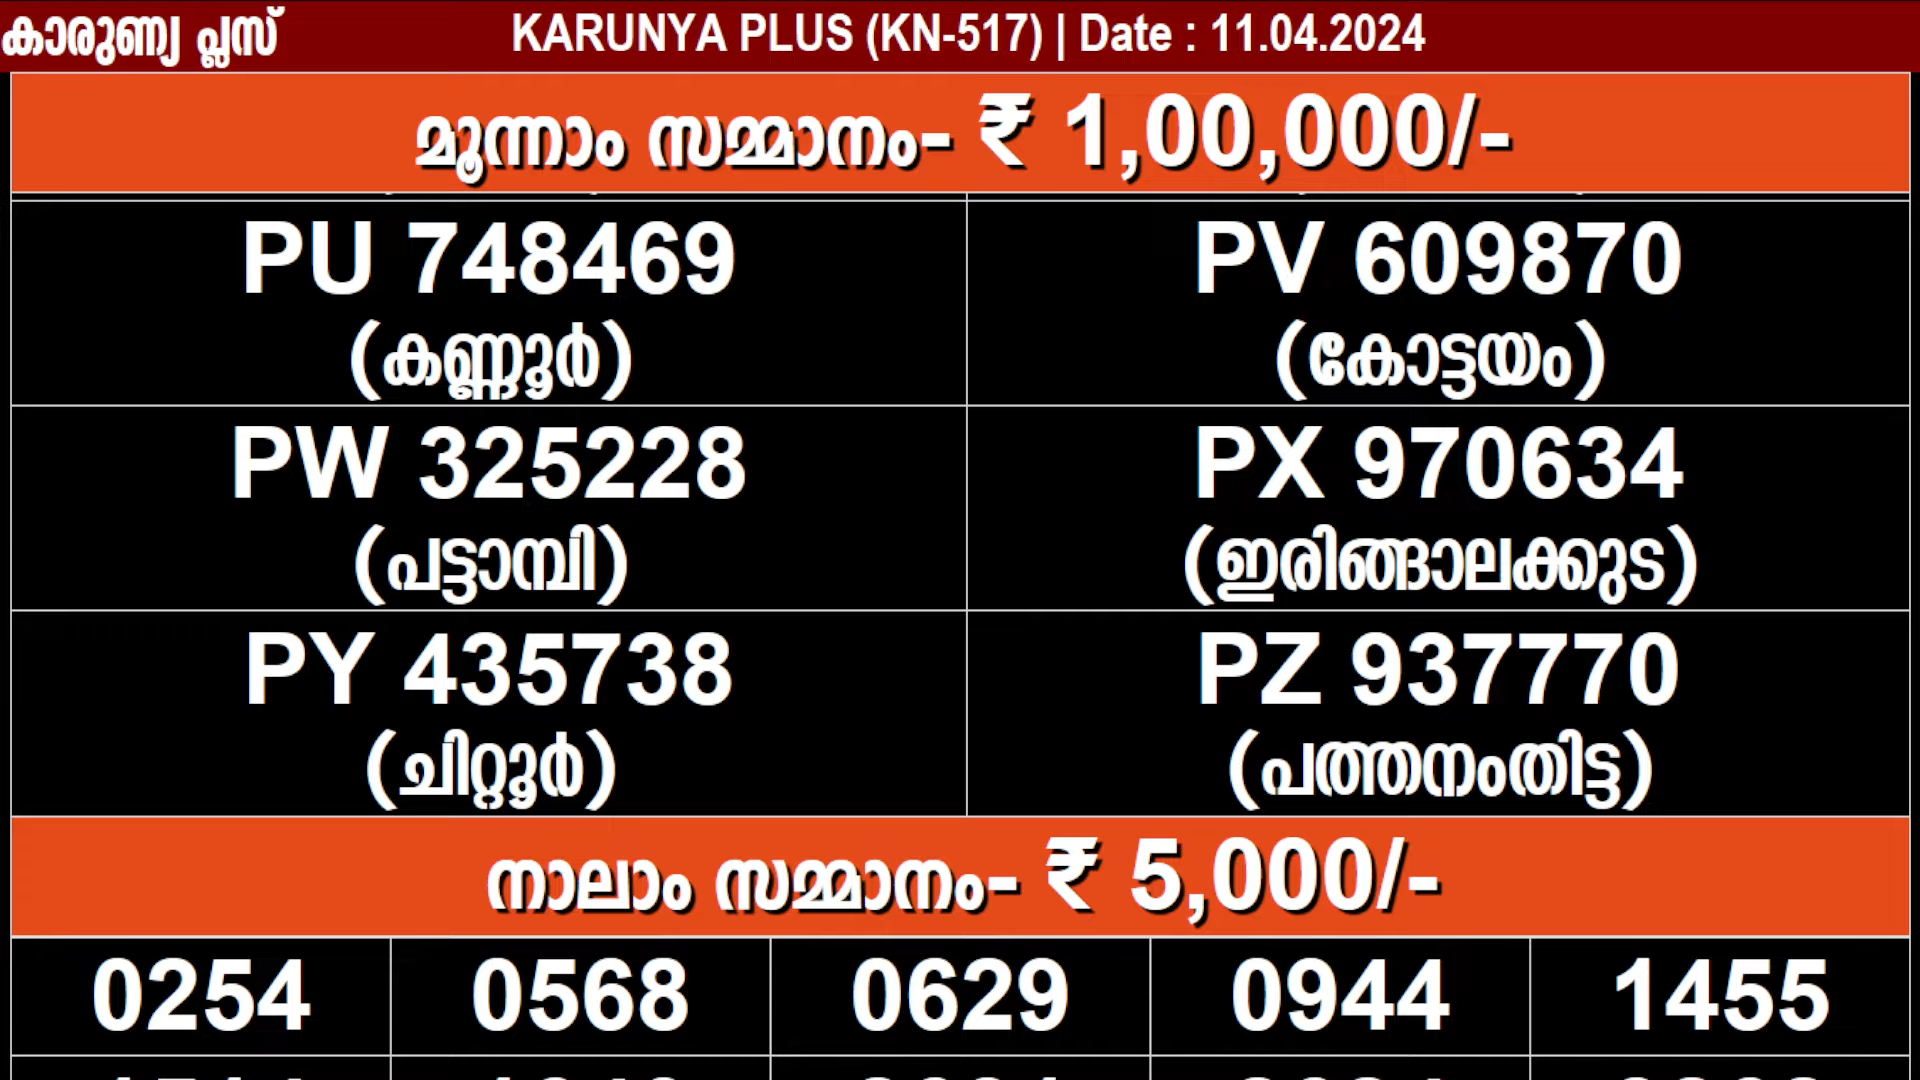 കാരുണ്യ പ്ലസ് KARUNYA PLUS (KN-517) | Date : 11.04.2024
മൂന്നാം സമ്മാനം- ₹ 1,00,000/-
PU 748469 PV 609870
(കണ്ണൂർ) (കോട്ടയം)
PW 325228 PX 970634
(പട്ടാമ്പി) (ഇരിങ്ങാലക്കുട)
PY 435738 PZ 937770
(ചിറ്റൂർ) (പത്തനംതിട്ട)
നാലാം സമ്മാനം- ₹ 5,000/-
0254 0568 0629 0944 1455